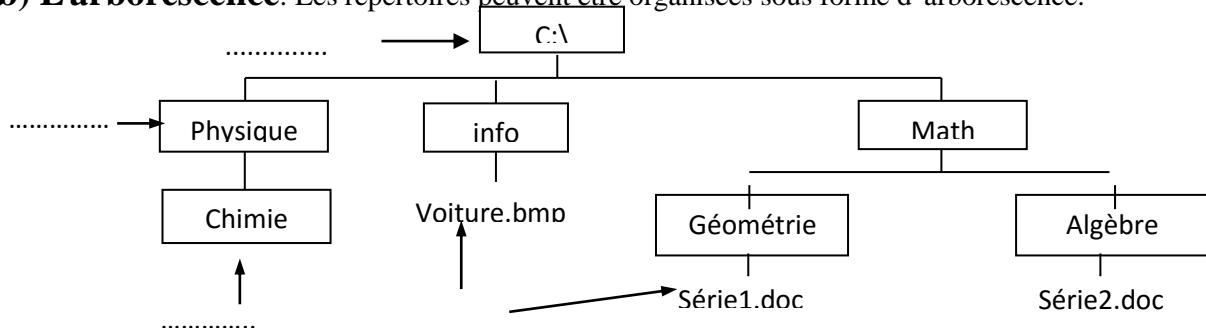 b) L'arborescence. Les répertoires peuvent être organisées sous forme d'arborescence.
C:\
..............
............... Physique info Math
Chimie Voiture.bmp Géométrie Algèbre
Série1.doc Série2.doc
..............